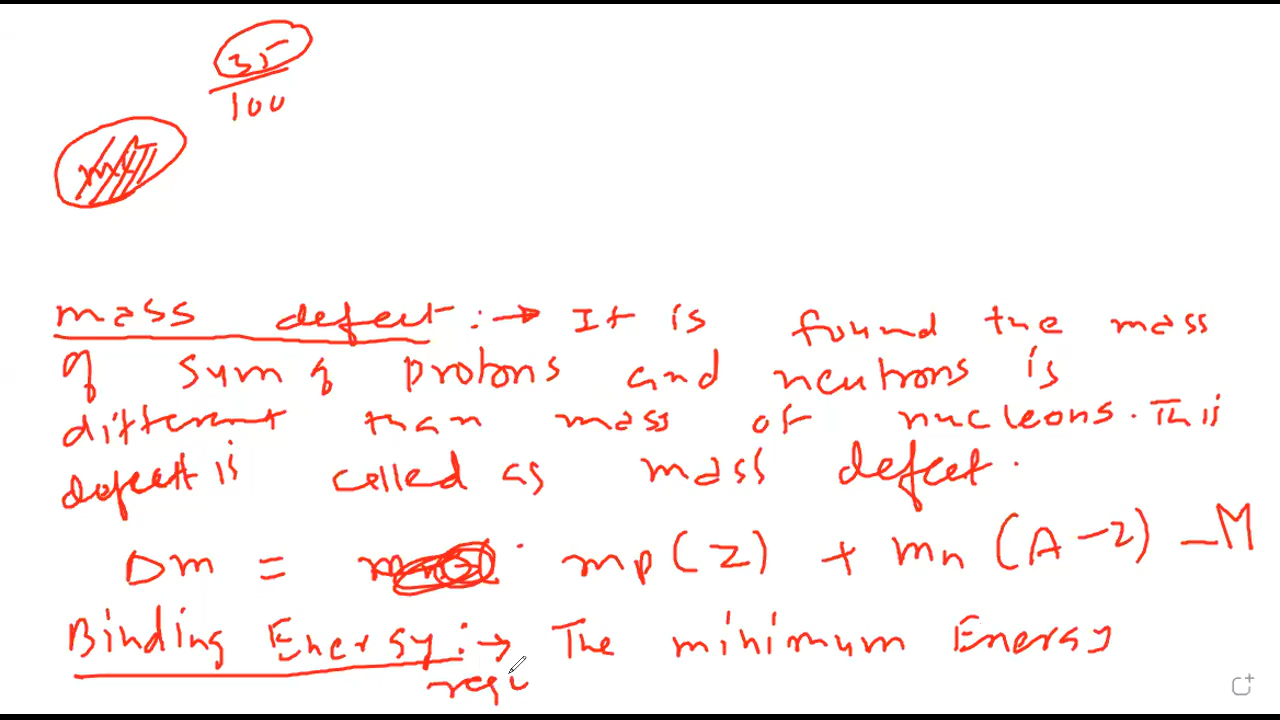 35
100
mass defect :→ It is found the mass
of sum of protons and neutrons is
different than mass of nucleons. This
defect is called as mass defect.
Δm = mp(Z) + mn(A-Z) - M
Binding Energy :→ The minimum Energy
requi